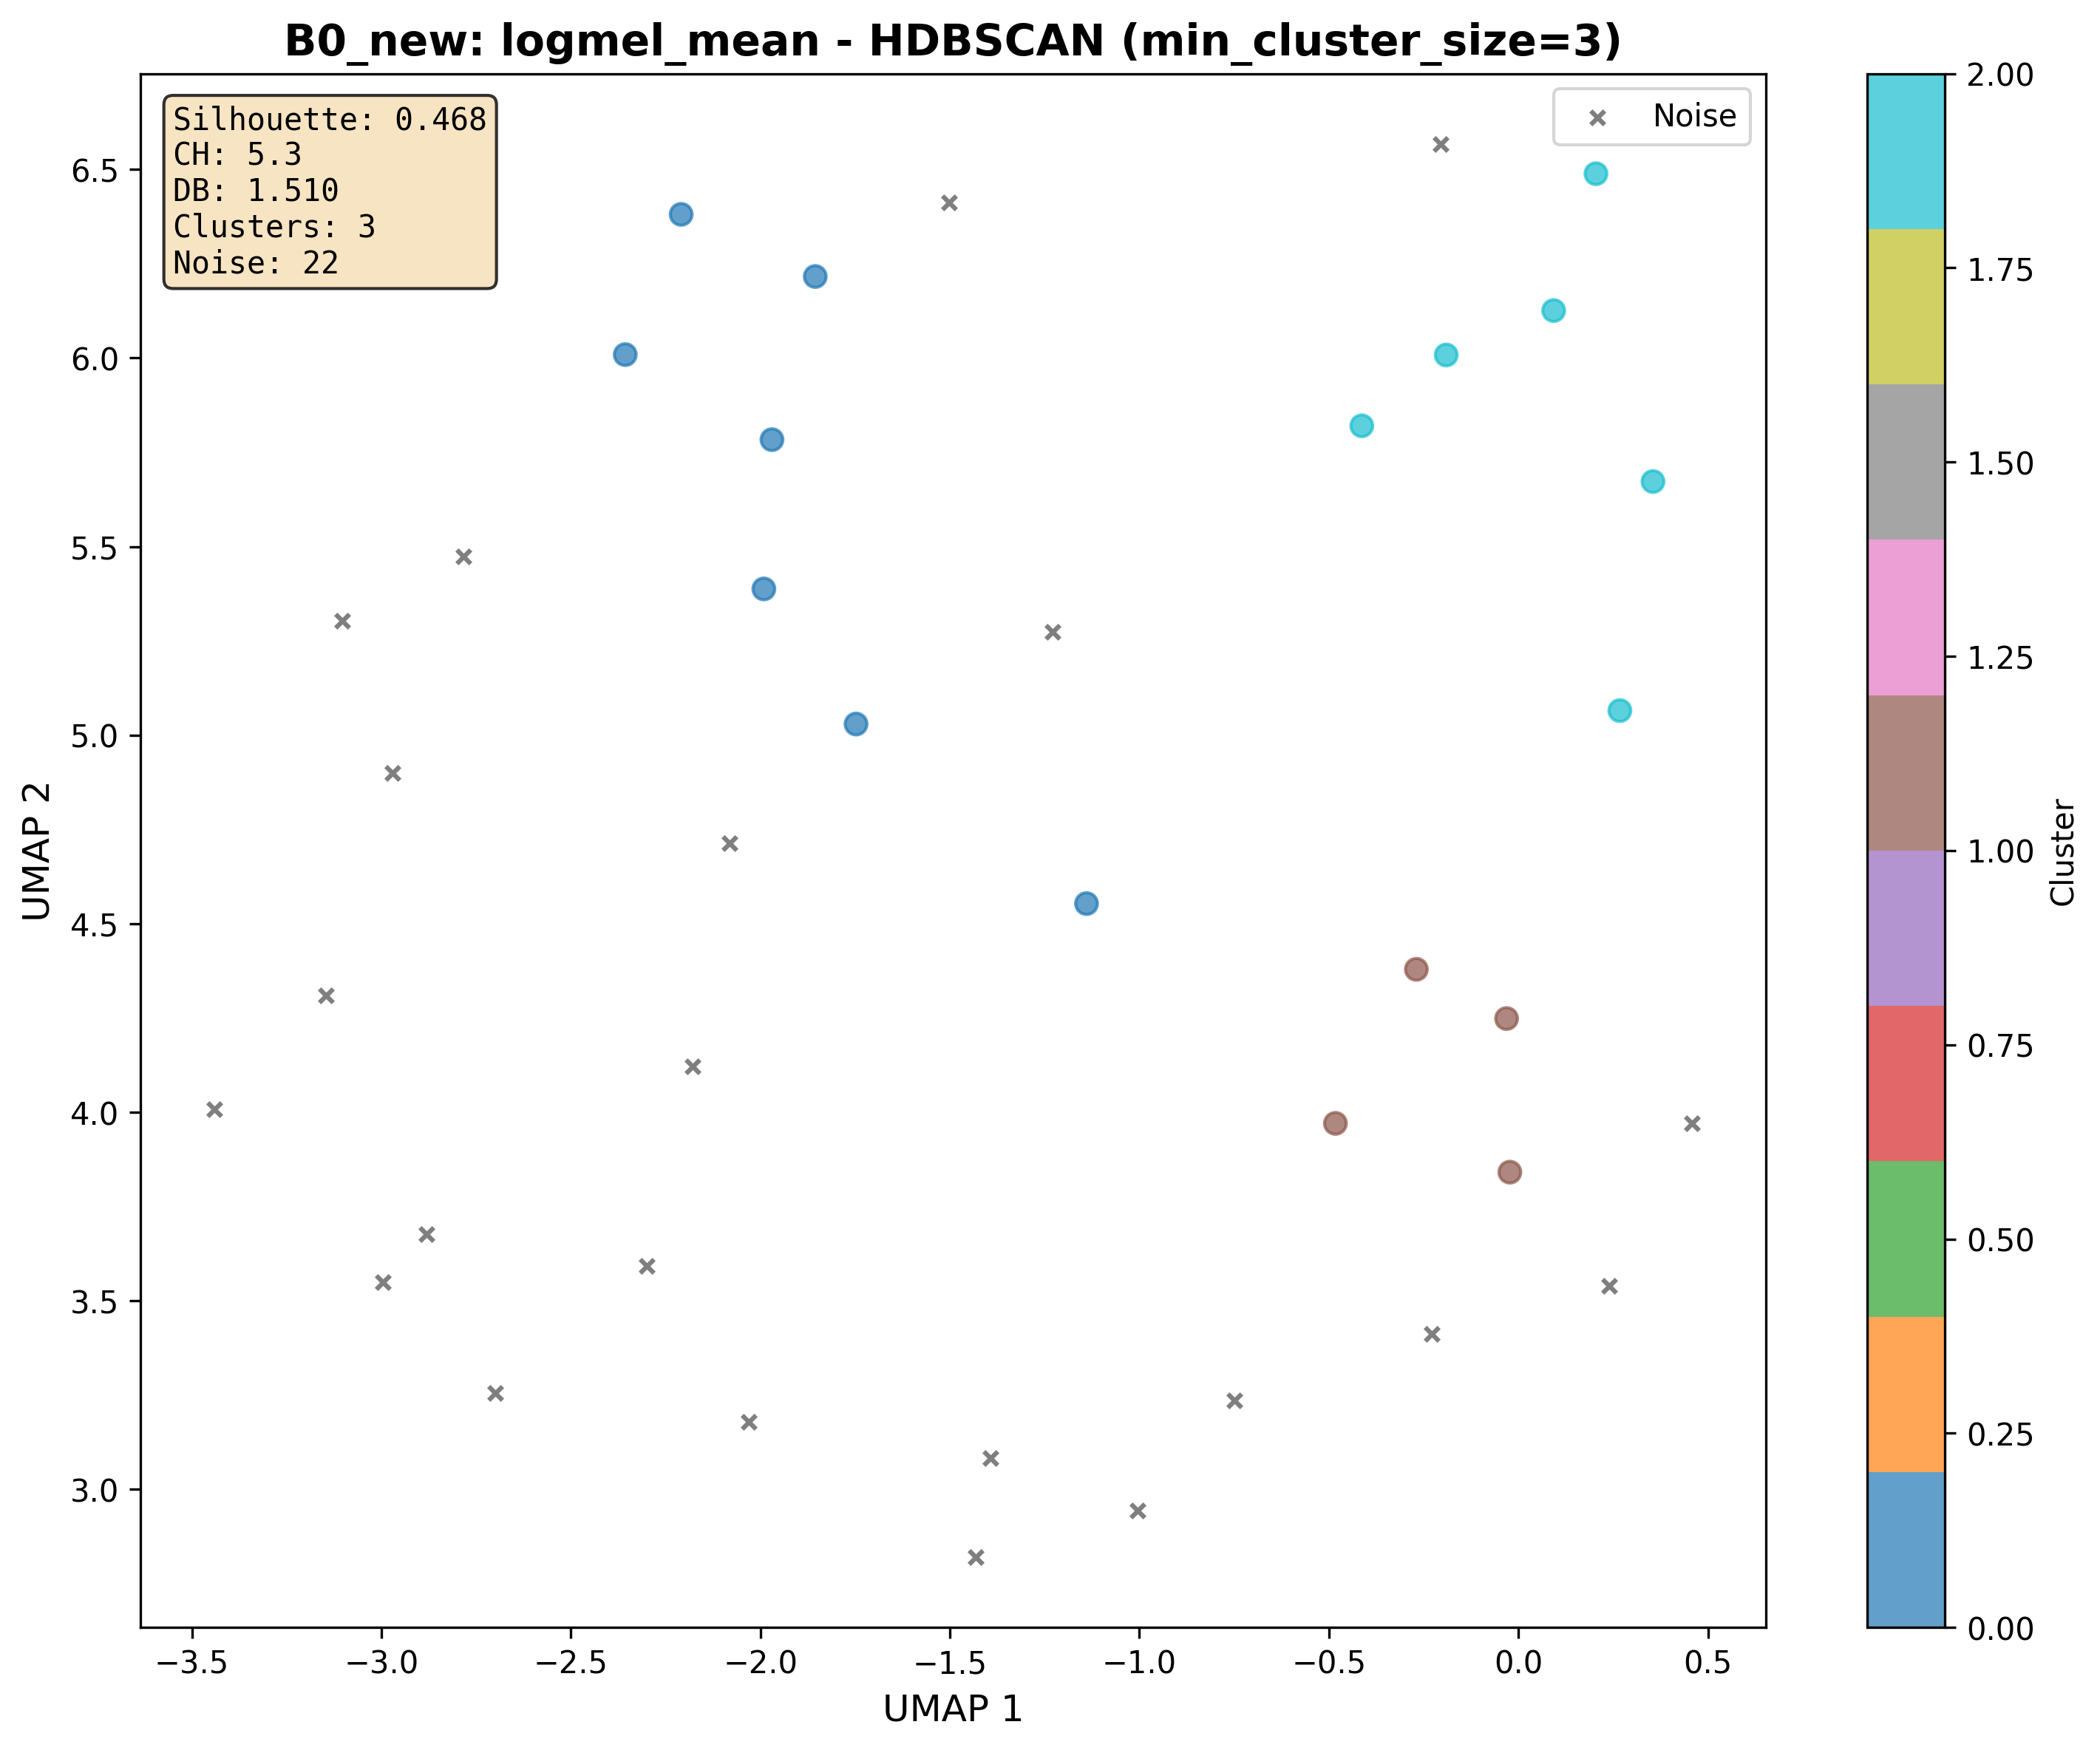 B0_new: logmel_mean - HDBSCAN (min_cluster_size=3)
Silhouette: 0.468
CH: 5.3
DB: 1.510
Clusters: 3
Noise: 22
Noise
6.5
6.0
5.5
5.0
4.5
4.0
3.5
3.0
UMAP 2
−3.5 −3.0 −2.5 −2.0 −1.5 −1.0 −0.5 0.0 0.5
UMAP 1
2.00
1.75
1.50
1.25
1.00
0.75
0.50
0.25
0.00
Cluster